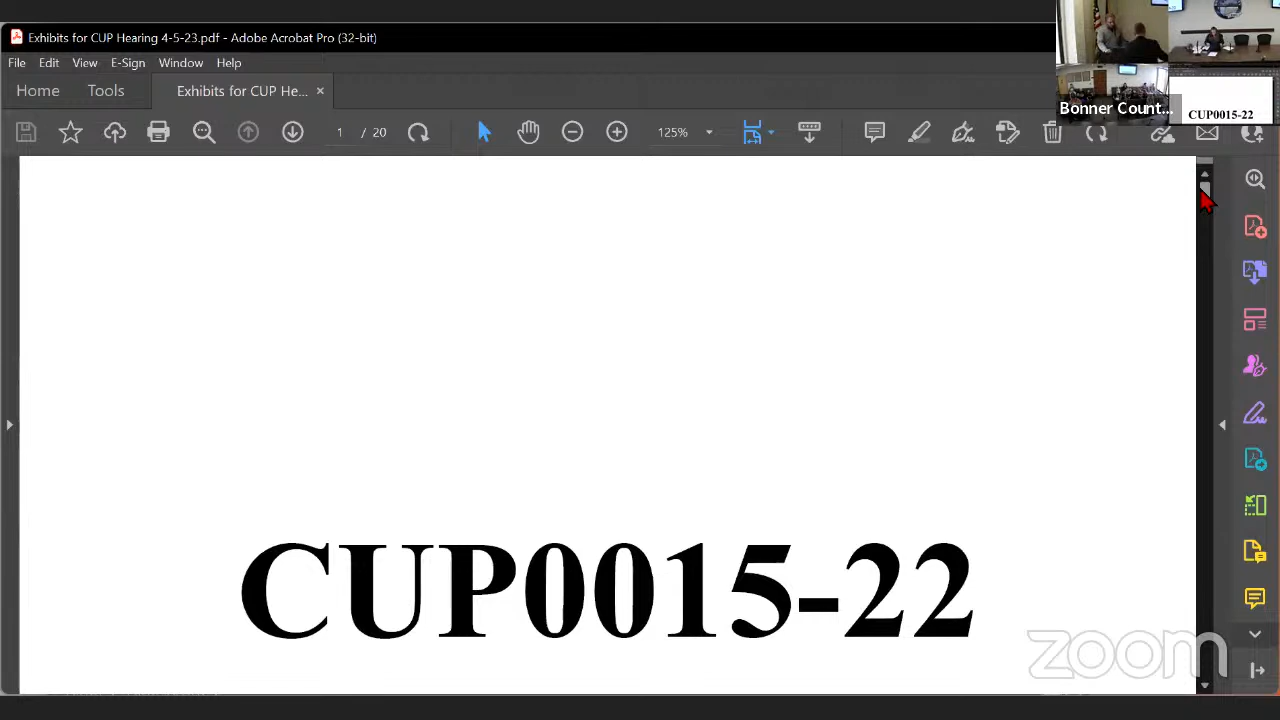 Exhibits for CUP Hearing 4-5-23.pdf - Adobe Acrobat Pro (32-bit)
File Edit View E-Sign Window Help
Home Tools Exhibits for CUP He... ×
Bonner Count...
CUP0015-22
1 / 20 125%
CUP0015-22
zoom